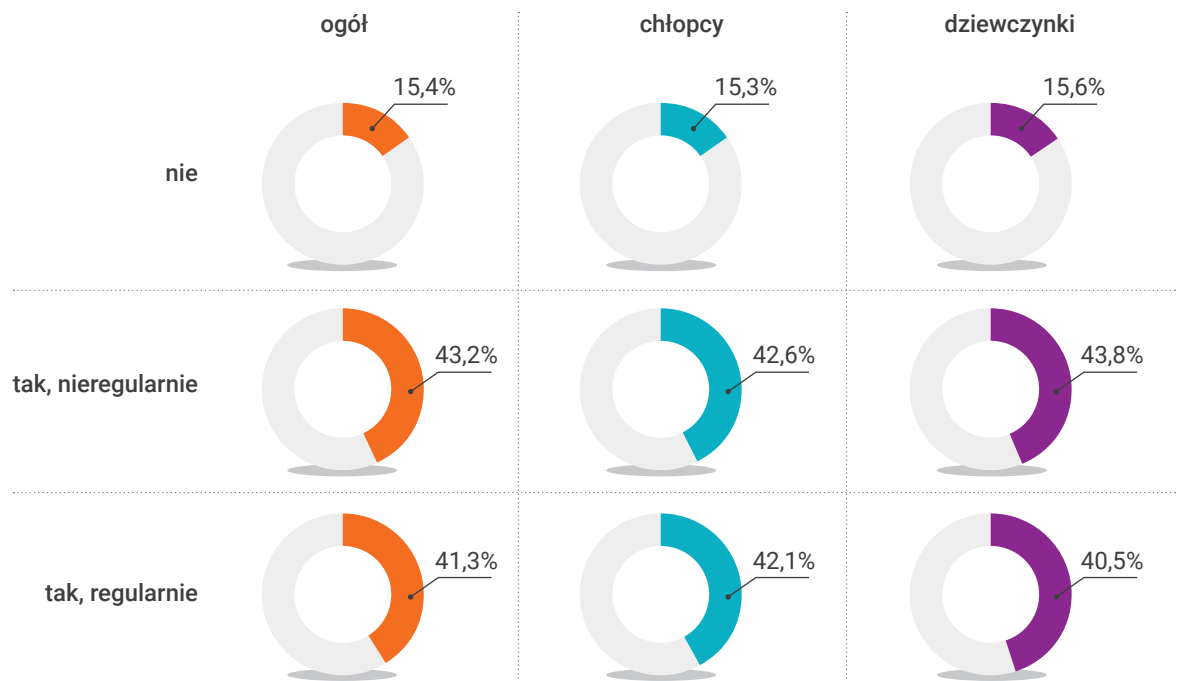 ogół
chłopcy
dziewczynki
nie
15,4%
15,3%
15,6%
tak, nieregularnie
43,2%
42,6%
43,8%
tak, regularnie
41,3%
42,1%
40,5%